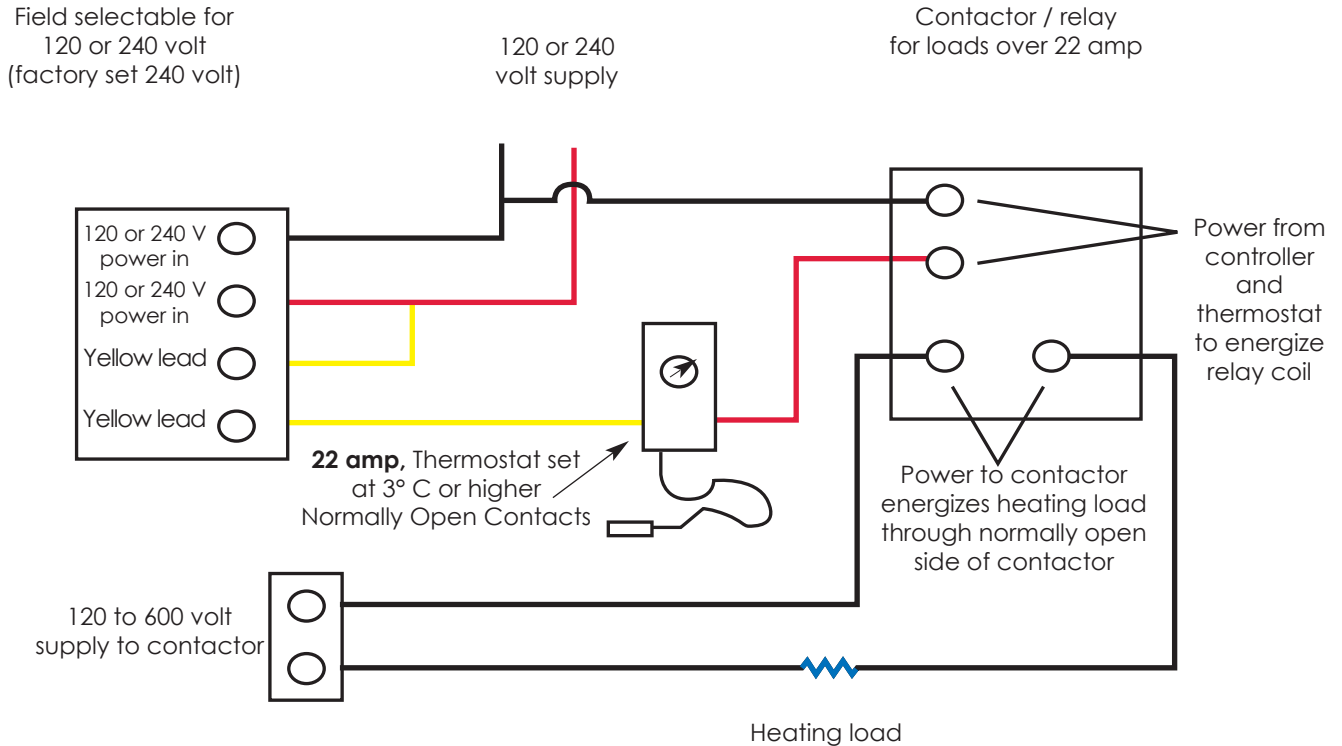 Field selectable for
120 or 240 volt
(factory set 240 volt)
120 or 240
volt supply
Contactor / relay
for loads over 22 amp
120 or 240 V
power in
120 or 240 V
power in
Yellow lead
Yellow lead
Power from
controller
and
thermostat
to energize
relay coil
22 amp, Thermostat set
at 3° C or higher
Normally Open Contacts
Power to contactor
energizes heating load
through normally open
side of contactor
120 to 600 volt
supply to contactor
Heating load